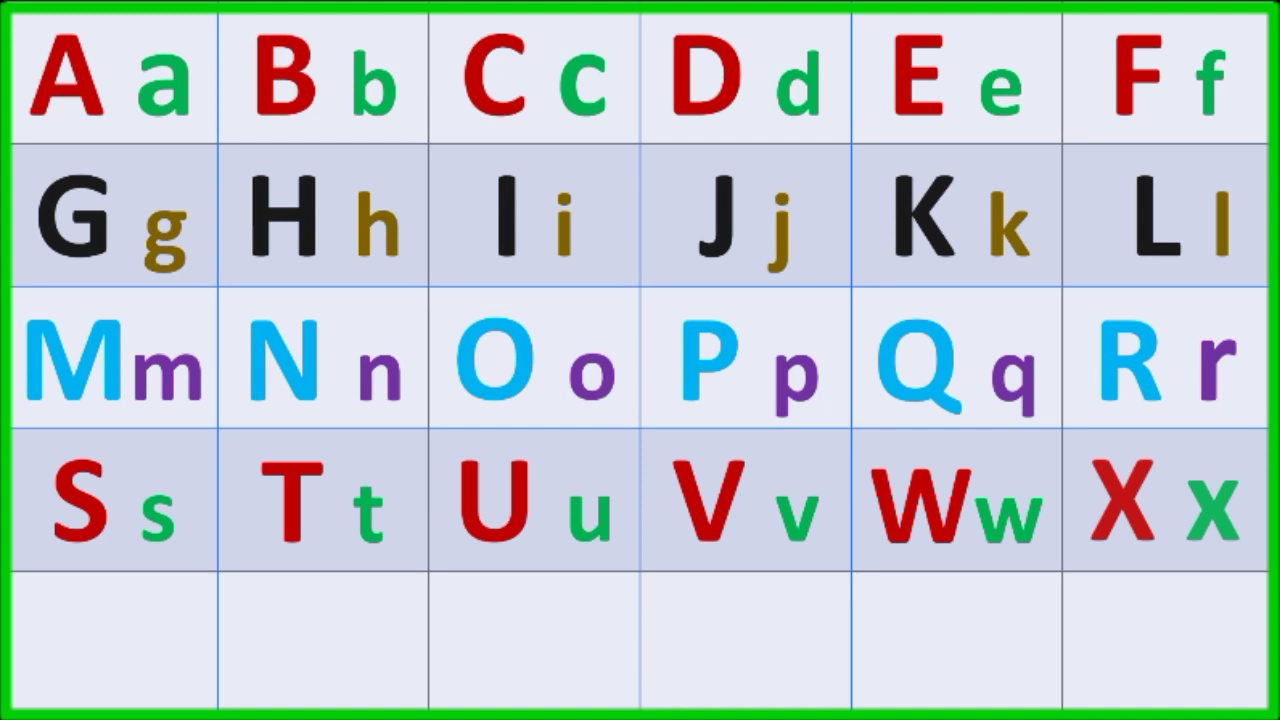 A a B b C c D d E e F f
G g H h I i J j K k L l
M m N n O o P p Q q R r
S s T t U u V v W w X x